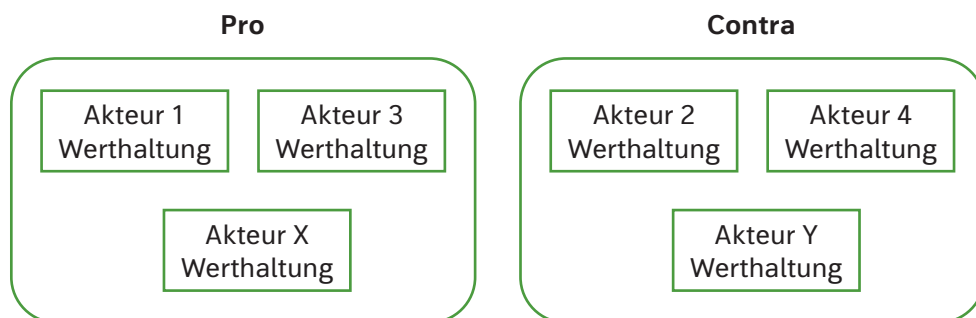 Pro
Akteur 1
Werthaltung
Akteur 3
Werthaltung
Akteur X
Werthaltung
Contra
Akteur 2
Werthaltung
Akteur 4
Werthaltung
Akteur Y
Werthaltung